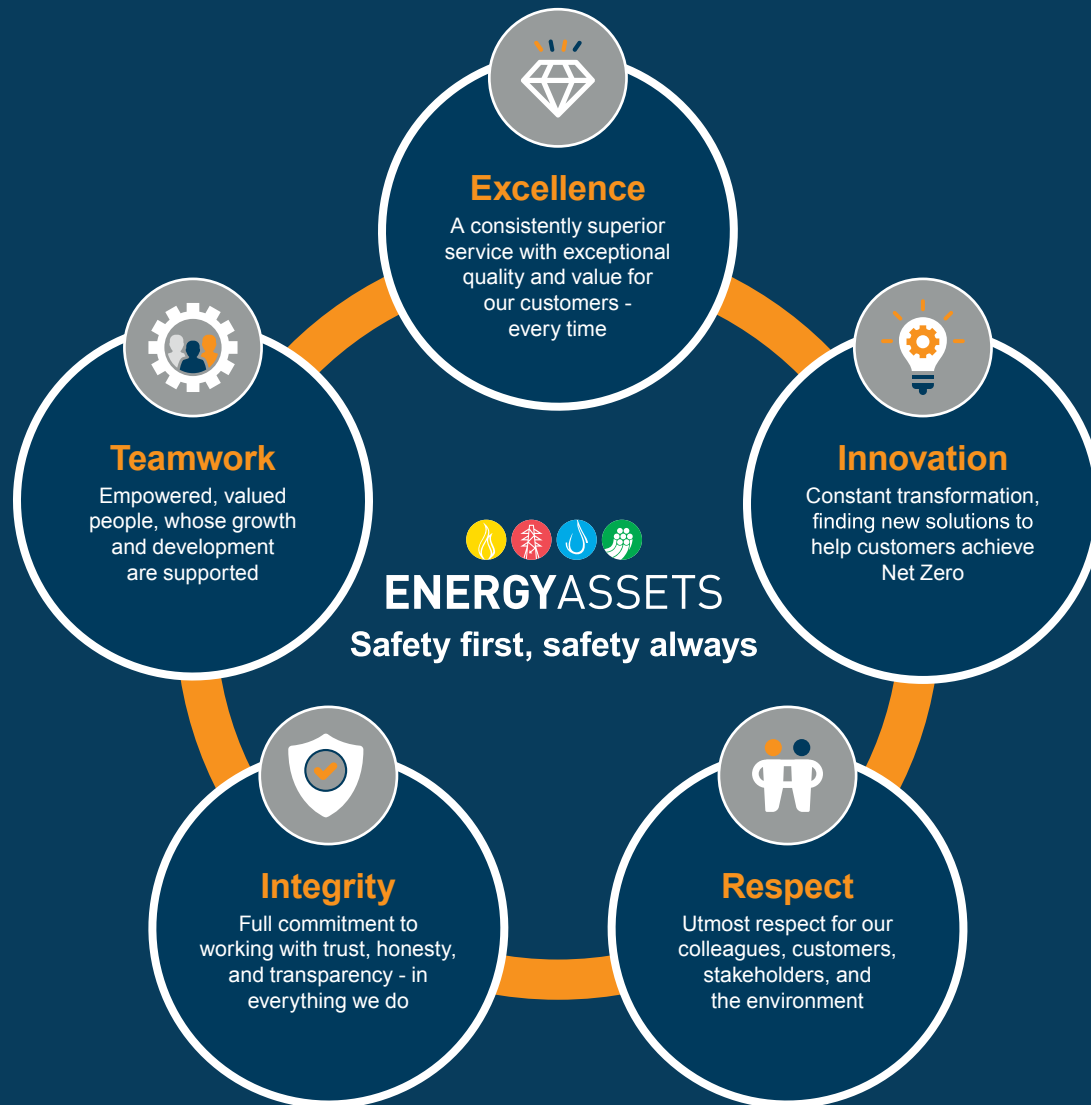 Excellence
A consistently superior
service with exceptional
quality and value for
our customers -
every time
Teamwork
Empowered, valued
people, whose growth
and development
are supported
Innovation
Constant transformation,
finding new solutions to
help customers achieve
Net Zero
ENERGYASSETS
Safety first, safety always
Integrity
Full commitment to
working with trust, honesty,
and transparency - in
everything we do
Respect
Utmost respect for our
colleagues, customers,
stakeholders, and
the environment